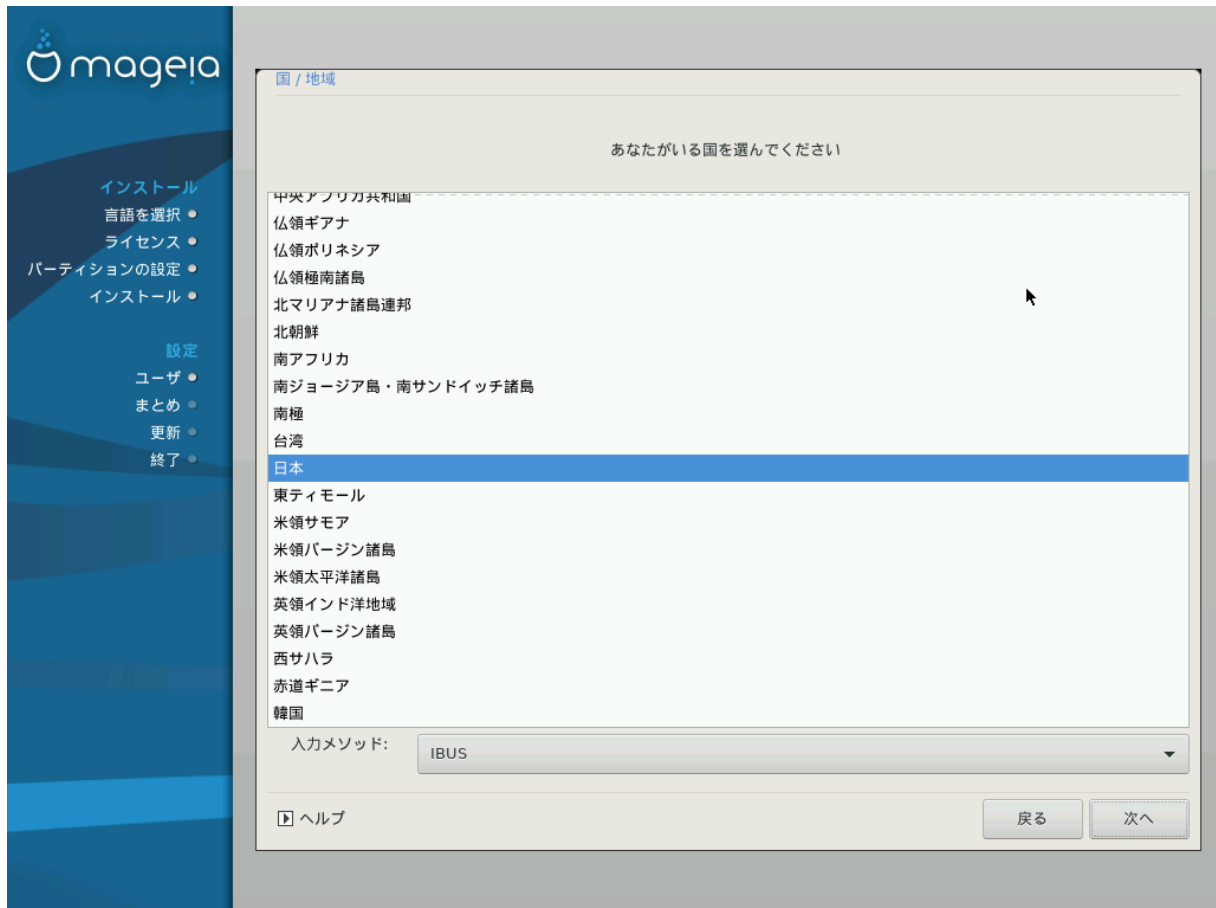 mageia
インストール
言語を選択
ライセンス
パーティションの設定
インストール
設定
ユーザ
まとめ
更新
終了
国 / 地域
あなたがいる国を選んでください
中央アフリカ共和国
仏領ギアナ
仏領ポリネシア
仏領極南諸島
北マリアナ諸島連邦
北朝鮮
南アフリカ
南ジョージア島・南サンドイッチ諸島
南極
台湾
日本
東ティモール
米領サモア
米領バージン諸島
米領太平洋諸島
英領インド洋地域
英領バージン諸島
西サハラ
赤道ギニア
韓国
入力メソッド: IBUS
ヘルプ
戻る 次へ